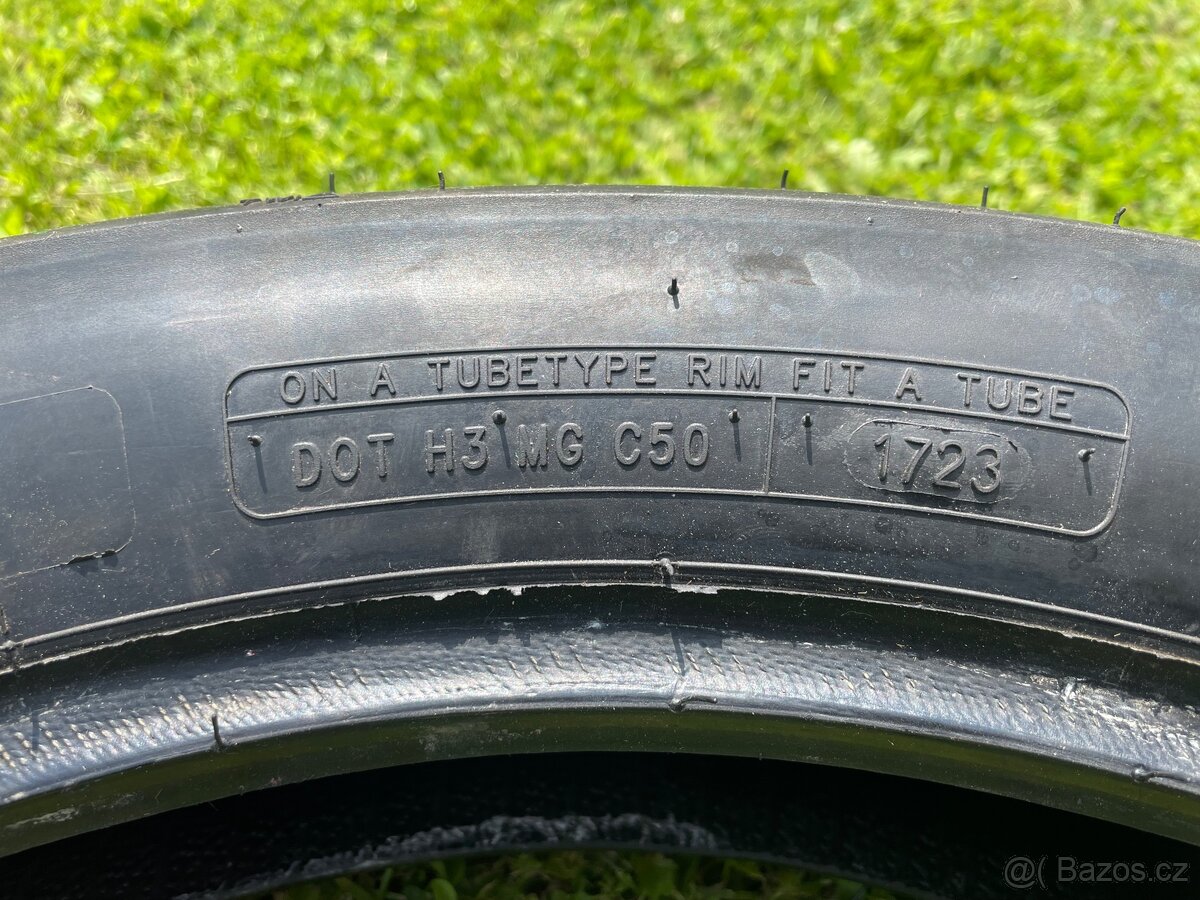 ON A TUBETYPE RIM FIT A TUBE
DOT H3 MG C50 1723
@( Bazos.cz